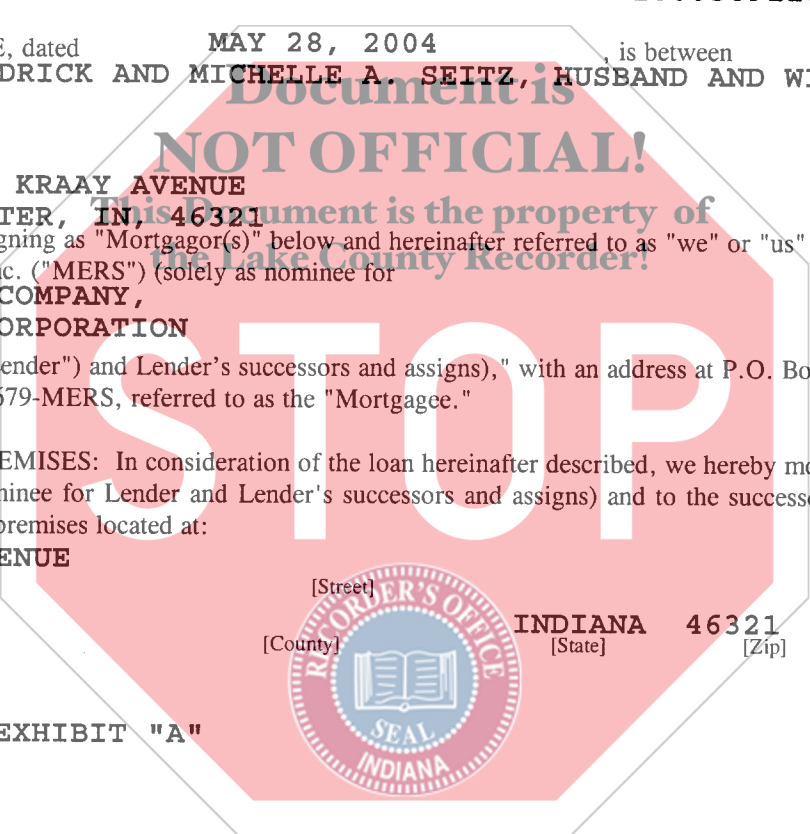 E, dated MAY 28, 2004, is between
DRICK AND MICHELLE A. SEITZ, HUSBAND AND WI
Document is
NOT OFFICIAL!
KRAAY AVENUE
This Document is the property of
TER, IN, 46321
gning as "Mortgagor(s)" below and hereinafter referred to as "we" or "us"
the Lake County Recorder!
c. ("MERS") (solely as nominee for
COMPANY,
ORPORATION
STOP
ender") and Lender's successors and assigns)," with an address at P.O. Bo
679-MERS, referred to as the "Mortgagee."
EMISES: In consideration of the loan hereinafter described, we hereby mo
ninee for Lender and Lender's successors and assigns) and to the successo
premises located at:
ENUE
[Street]
INDIANA 46321
[County] [State] [Zip]
RECORDER'S OFFICE
SEAL
INDIANA
EXHIBIT "A"